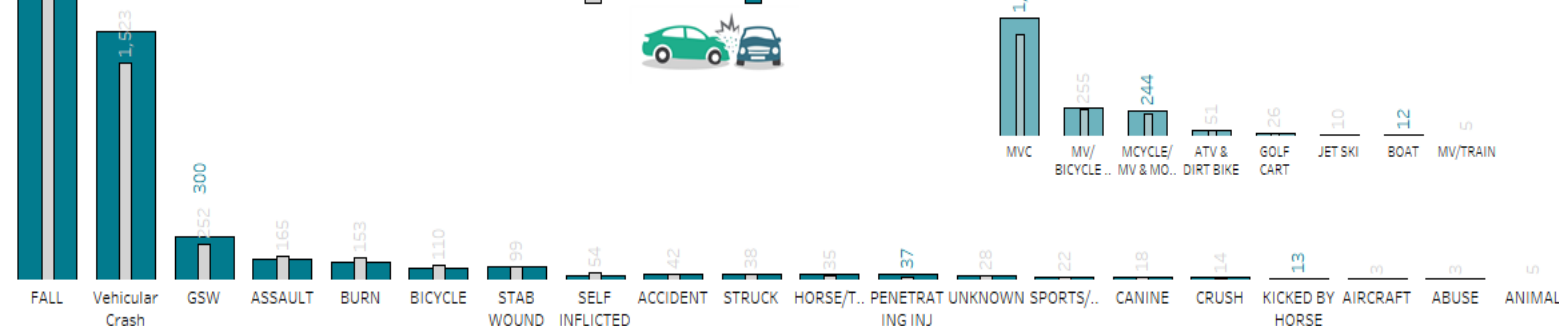 1,523
255
244
51
26
10
12
5
MVC
MV/
BICYCLE ..
MCYCLE/
MV & MO..
ATV &
DIRT BIKE
GOLF
CART
JET SKI
BOAT
MV/TRAIN
300
252
165
153
110
99
54
42
38
35
37
28
22
18
14
13
3
3
5
FALL
Vehicular
Crash
GSW
ASSAULT
BURN
BICYCLE
STAB
WOUND
SELF
INFLICTED
ACCIDENT
STRUCK
HORSE/T..
PENETRAT
ING INJ
UNKNOWN
SPORTS/..
CANINE
CRUSH
KICKED BY
HORSE
AIRCRAFT
ABUSE
ANIMAL